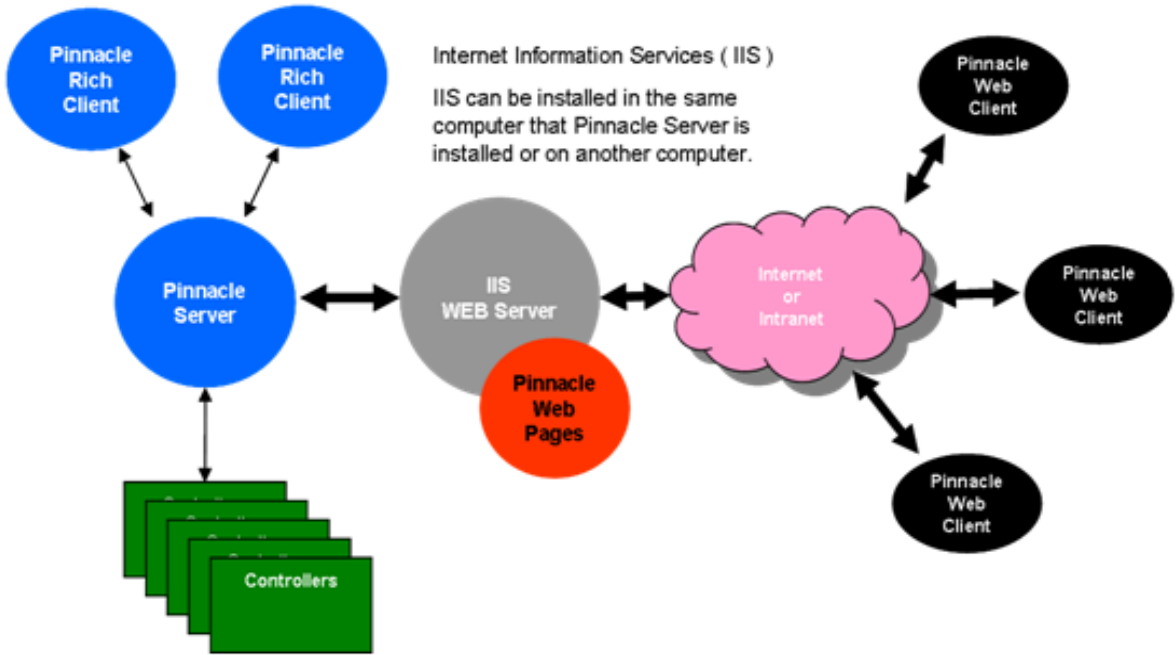 Pinnacle
Rich
Client
Pinnacle
Rich
Client
Internet Information Services ( IIS )
IIS can be installed in the same
computer that Pinnacle Server is
installed or on another computer.
Pinnacle
Web
Client
Pinnacle
Server
IIS
WEB Server
Internet
or
Intranet
Pinnacle
Web
Client
Pinnacle
Web
Pages
Pinnacle
Web
Client
Controllers